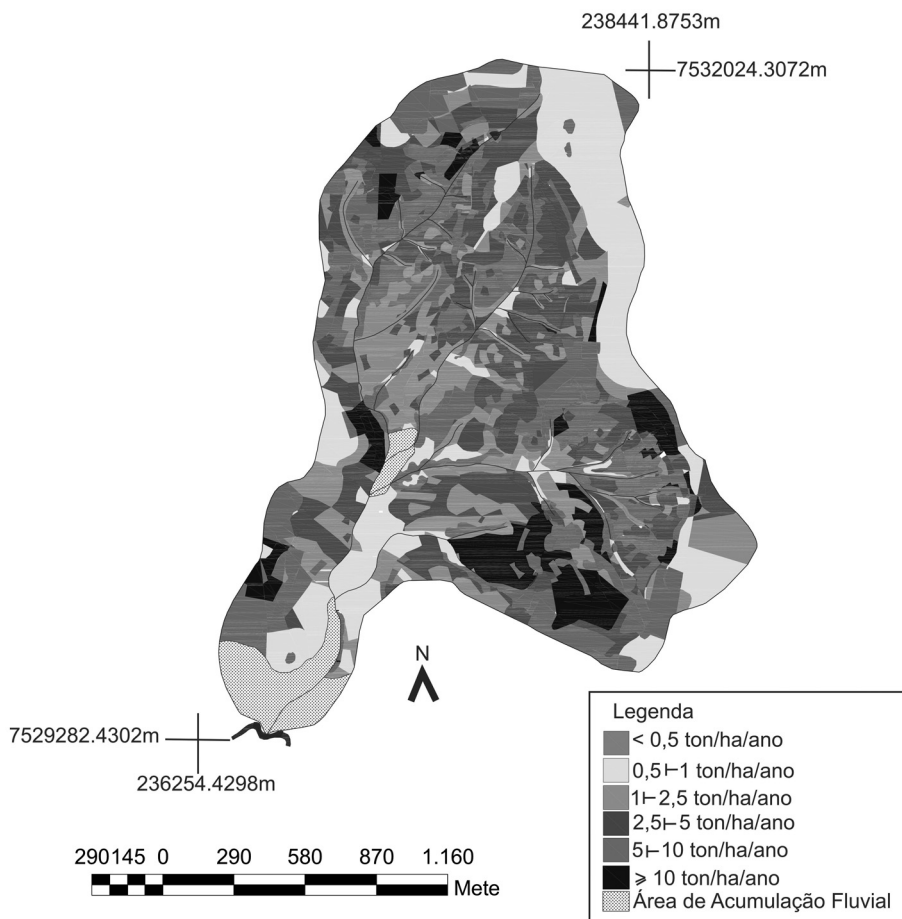 238441.8753m
7532024.3072m
N
7529282.4302m
236254.4298m
290 145 0 290 580 870 1.160
Mete
Legenda
< 0,5 ton/ha/ano
0,5⊢1 ton/ha/ano
1⊢2,5 ton/ha/ano
2,5⊢5 ton/ha/ano
5⊢10 ton/ha/ano
⩾ 10 ton/ha/ano
Área de Acumulação Fluvial